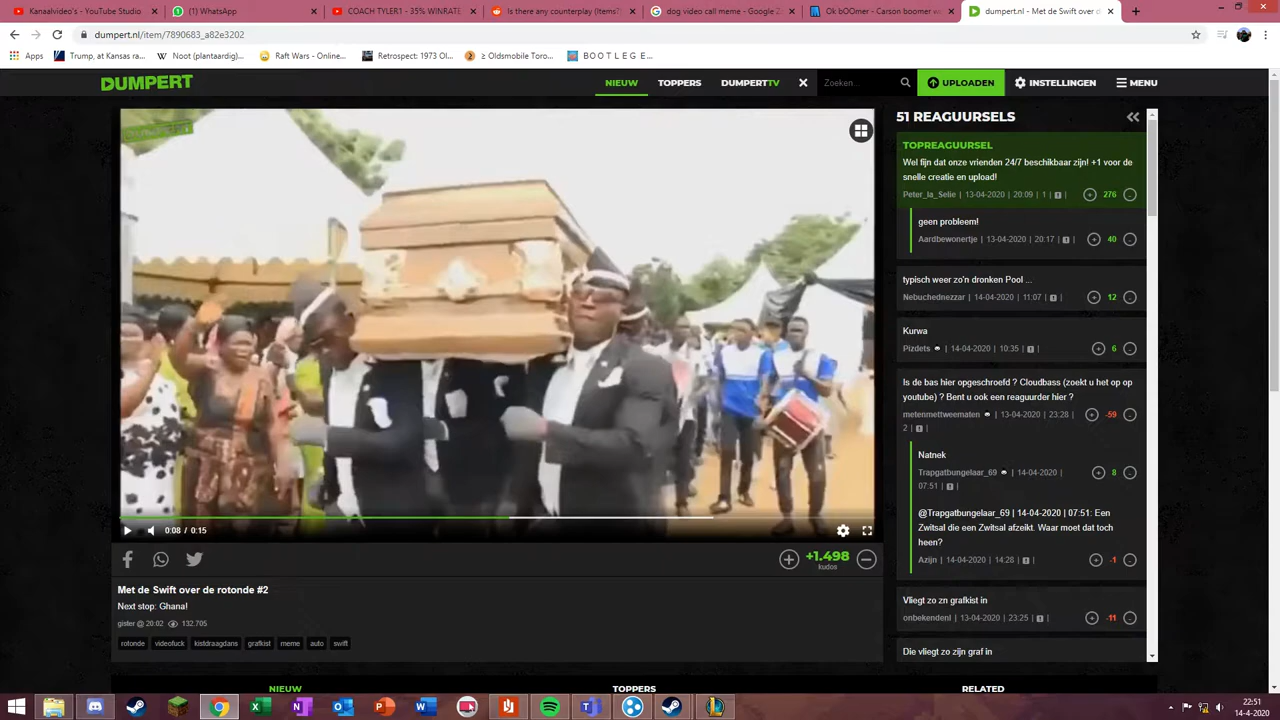 Kanaalvideo's - YouTube Studio
(1) WhatsApp
COACH TYLER1 - 35% WINRATE
Is there any counterplay (Items?)
dog video call meme - Google Z
Ok bOOmer - Carson boomer vo
dumpert.nl - Met de Swift over d
dumpert.nl/item/7890683_a82e3202
Apps
Trump, at Kansas ra...
Noot (plantaardig)...
Raft Wars - Online...
Retrospect: 1973 Ol...
≥ Oldsmobile Toro...
B O O T L E G E...
DUMPERT
NIEUW
TOPPERS
DUMPERTTV
Zoeken...
UPLOADEN
INSTELLINGEN
MENU
51 REAGUURSELS
TOPREAGUURSEL
Wel fijn dat onze vrienden 24/7 beschikbaar zijn! +1 voor de
snelle creatie en upload!
Peter_la_Selie | 13-04-2020 | 20:09 | 1 |
276
geen probleem!
Aardbewonertje | 13-04-2020 | 20:17 |
40
typisch weer zo'n dronken Pool ...
Nebuchednezzar | 14-04-2020 | 11:07 |
12
Kurwa
Pizdets | 14-04-2020 | 10:35 |
6
Is de bas hier opgeschroefd ? Cloudbass (zoekt u het op op
youtube) ? Bent u ook een reaguurder hier ?
metenmettweematen | 13-04-2020 | 23:28 |
2 |
-59
Natnek
Trapgatbungelaar_69 | 14-04-2020 |
07:51 |
8
@Trapgatbungelaar_69 | 14-04-2020 | 07:51: Een
Zwitsal die een Zwitsal afzeikt. Waar moet dat toch
heen?
Azijn | 14-04-2020 | 14:28 |
-1
Vliegt zo zn grafkist in
onbekendenl | 13-04-2020 | 23:25 |
-11
Die vliegt zo zijn graf in
0:08 / 0:15
+1.498
kudos
Met de Swift over de rotonde #2
Next stop: Ghana!
gister @ 20:02
132.705
rotonde
videofuck
kistdraagdans
grafkist
meme
auto
swift
NIEUW
TOPPERS
RELATED
22:51
14-4-2020